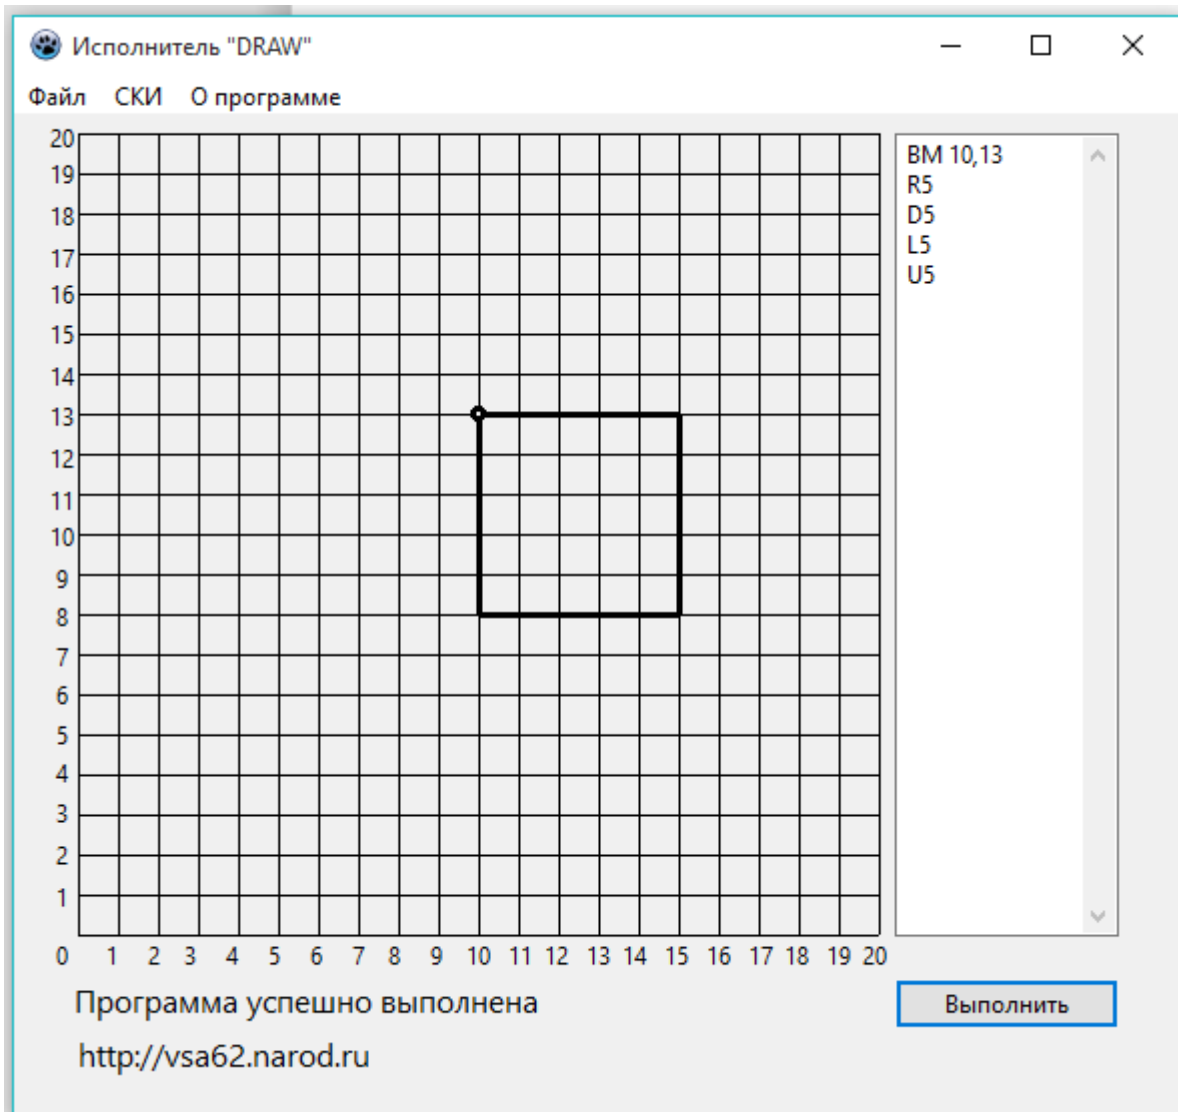 Исполнитель "DRAW"
Файл СКИ О программе
20
19
18
17
16
15
14
13
12
11
10
9
8
7
6
5
4
3
2
1
0 1 2 3 4 5 6 7 8 9 10 11 12 13 14 15 16 17 18 19 20
BM 10,13
R5
D5
L5
U5
Программа успешно выполнена
Выполнить
http://vsa62.narod.ru